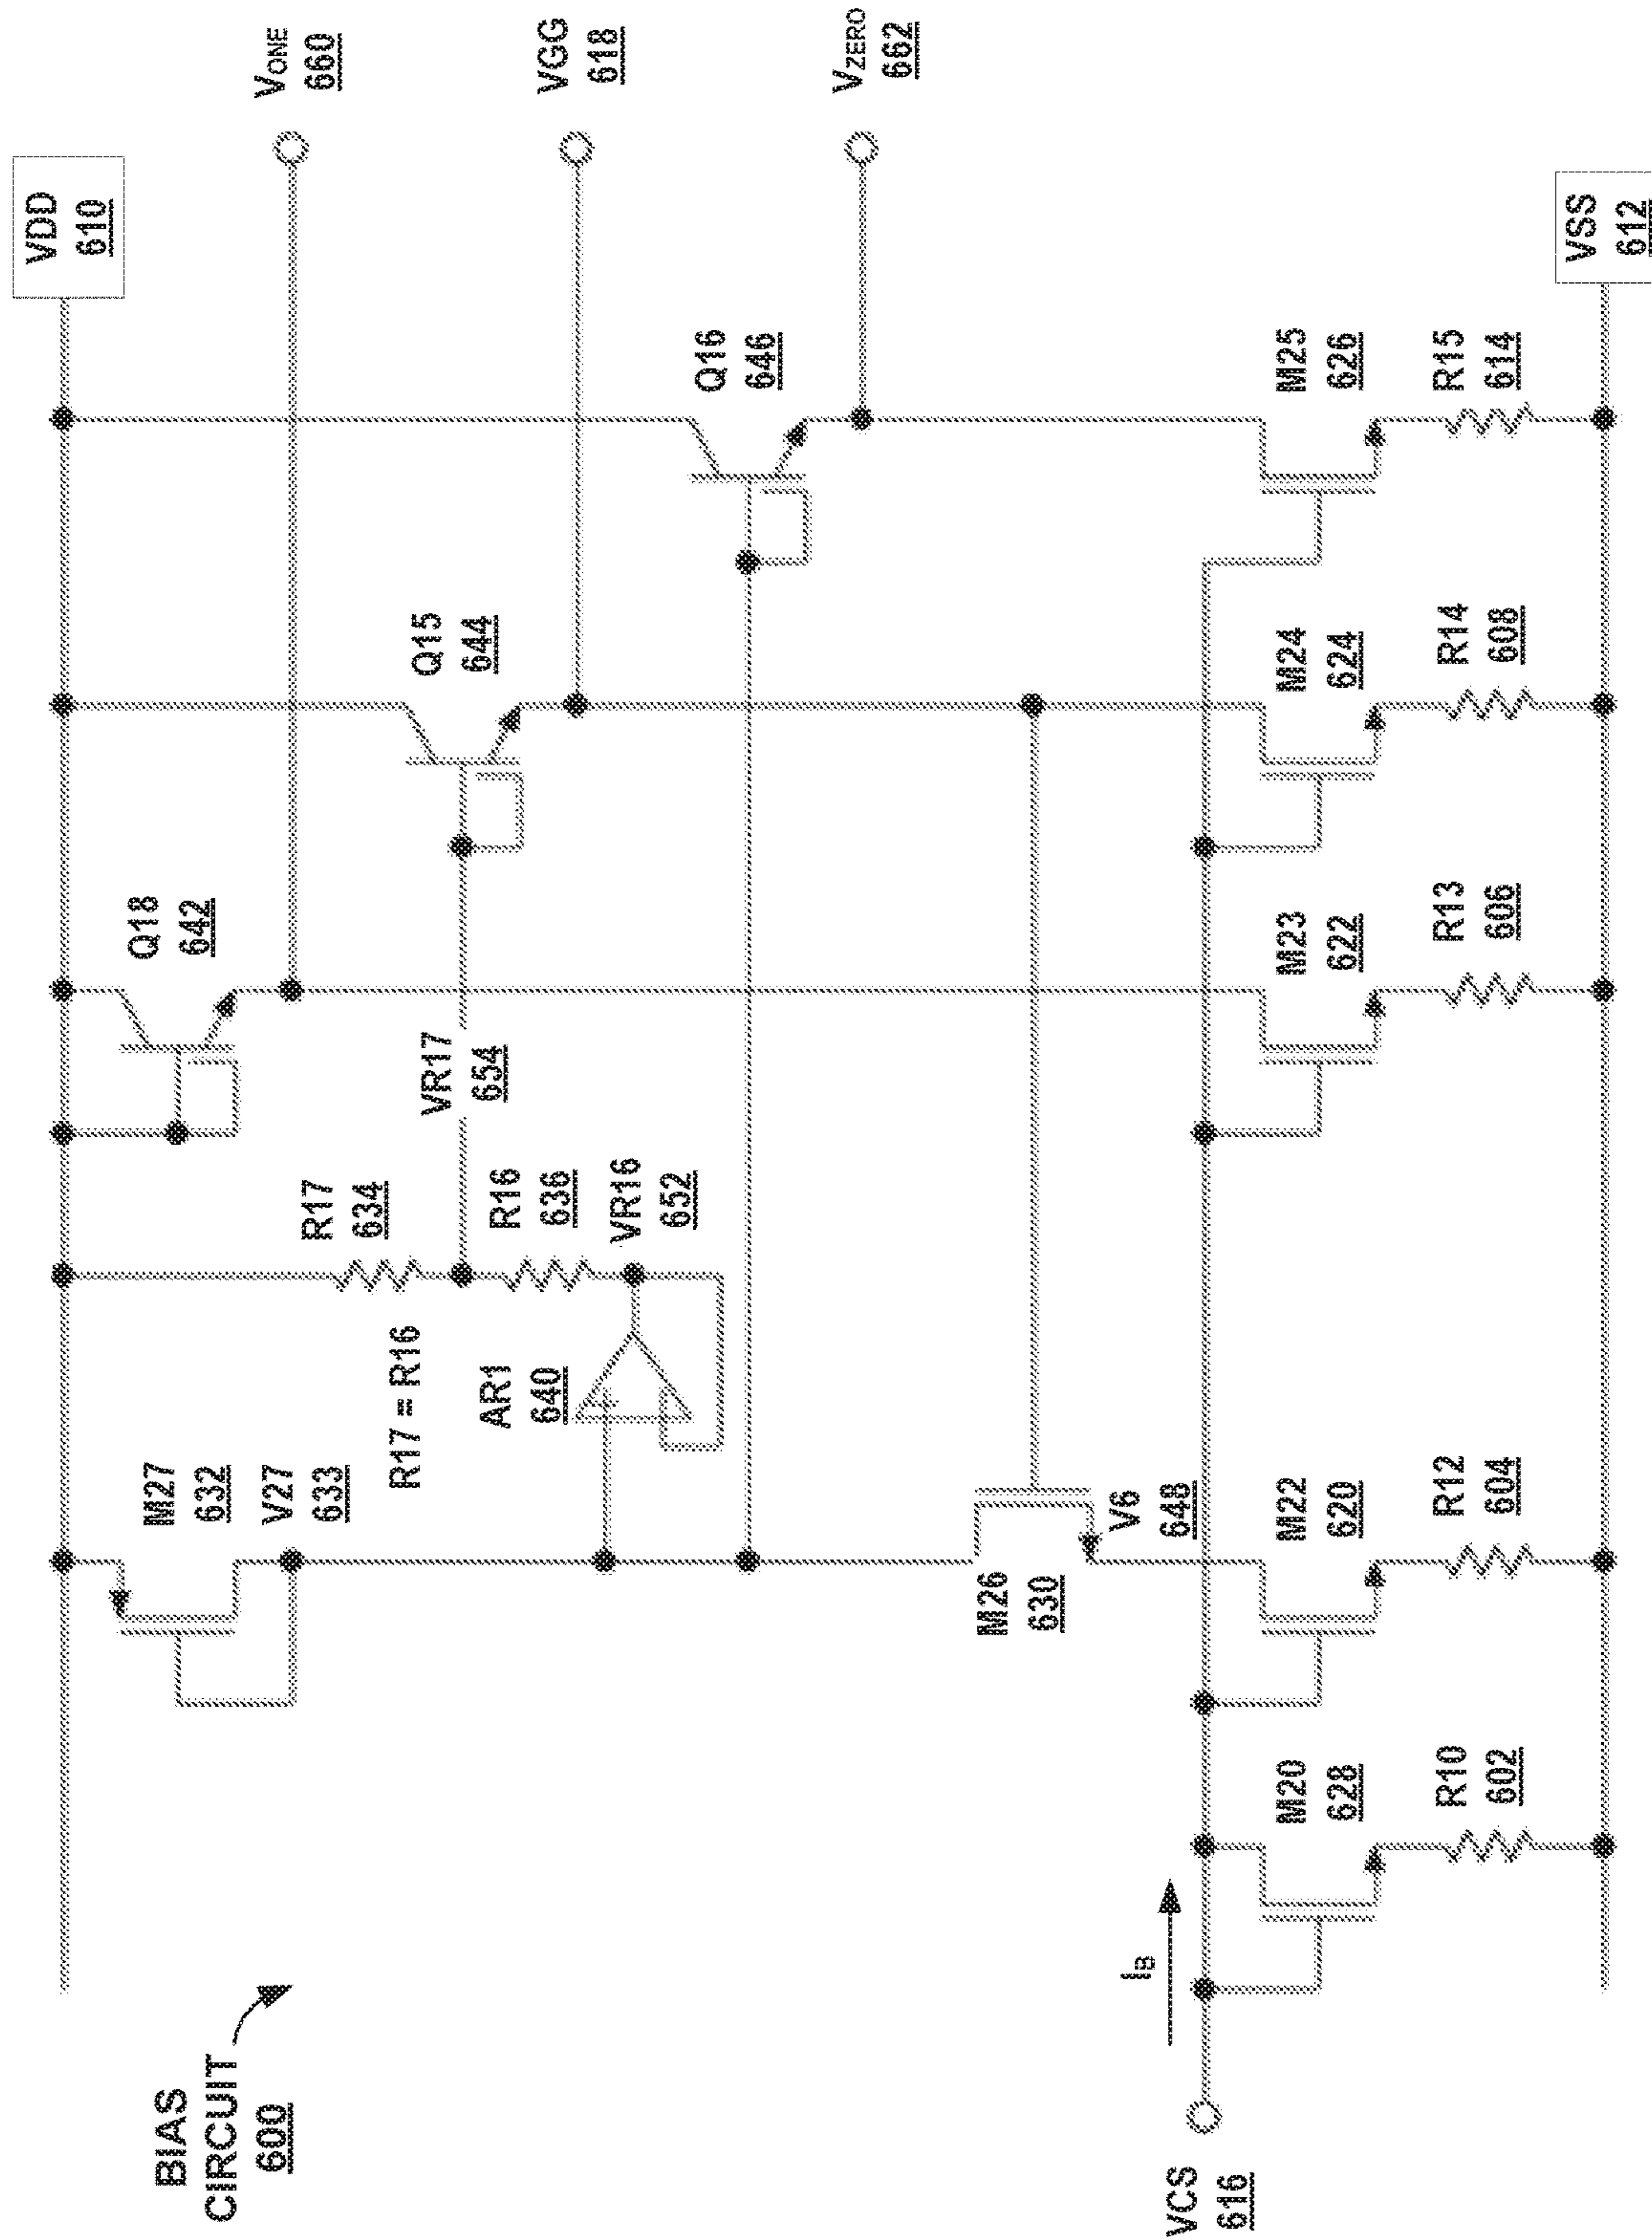 BIAS
CIRCUIT
600
VDD
610
V_ONE
660
VGG
618
V_ZERO
662
VSS
612
M27
632
V27
633
R17
634
R17 = R16
VR17
654
R16
636
VR16
652
AR1
640
Q18
642
Q15
644
Q16
646
M26
630
V6
648
VCS
616
I_B
M20
628
R10
602
M22
620
R12
604
M23
622
R13
606
M24
624
R14
608
M25
626
R15
614